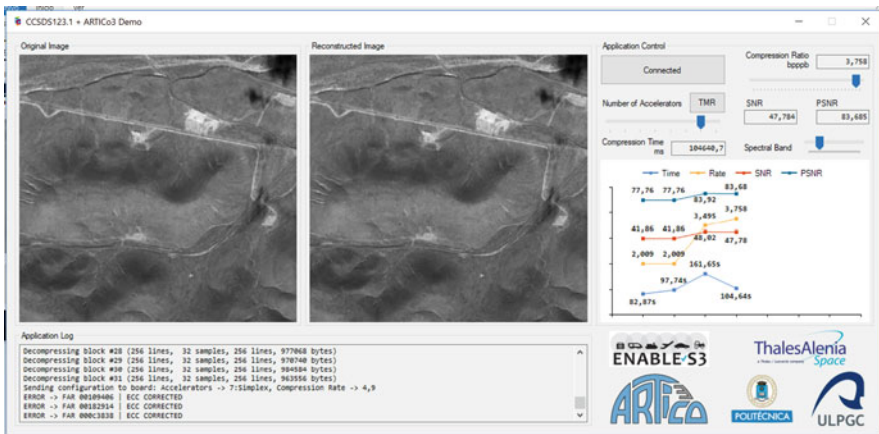 CCSDS123.1 + ARTICo3 Demo
Original Image
Reconstructed Image
Application Control
Connected
Compression Ratio
bpppb
3,758
Number of Accelerators
TMR
SNR
PSNR
47,784
83,685
Compression Time
ms
104640,7
Spectral Band
Time
Rate
SNR
PSNR
77,76 77,76 83,92 83,68
41,86 41,86 48,02 47,78
2,009 2,009 3,495 3,758
82,87s 97,74s 161,65s 104,64s
Application Log
Decompressing block #28 (256 lines, 32 samples, 256 lines, 977068 bytes)
Decompressing block #29 (256 lines, 32 samples, 256 lines, 970740 bytes)
Decompressing block #30 (256 lines, 32 samples, 256 lines, 984584 bytes)
Decompressing block #31 (256 lines, 32 samples, 256 lines, 963556 bytes)
Sending configuration to board: Accelerators -> 7:Simplex, Compression Rate -> 4,9
ERROR -> FAR 00109406 | ECC CORRECTED
ERROR -> FAR 00182914 | ECC CORRECTED
ERROR -> FAR 000c3838 | ECC CORRECTED
ENABLE-S3
ThalesAlenia
Space
ARTICo
POLITÉCNICA
ULPGC